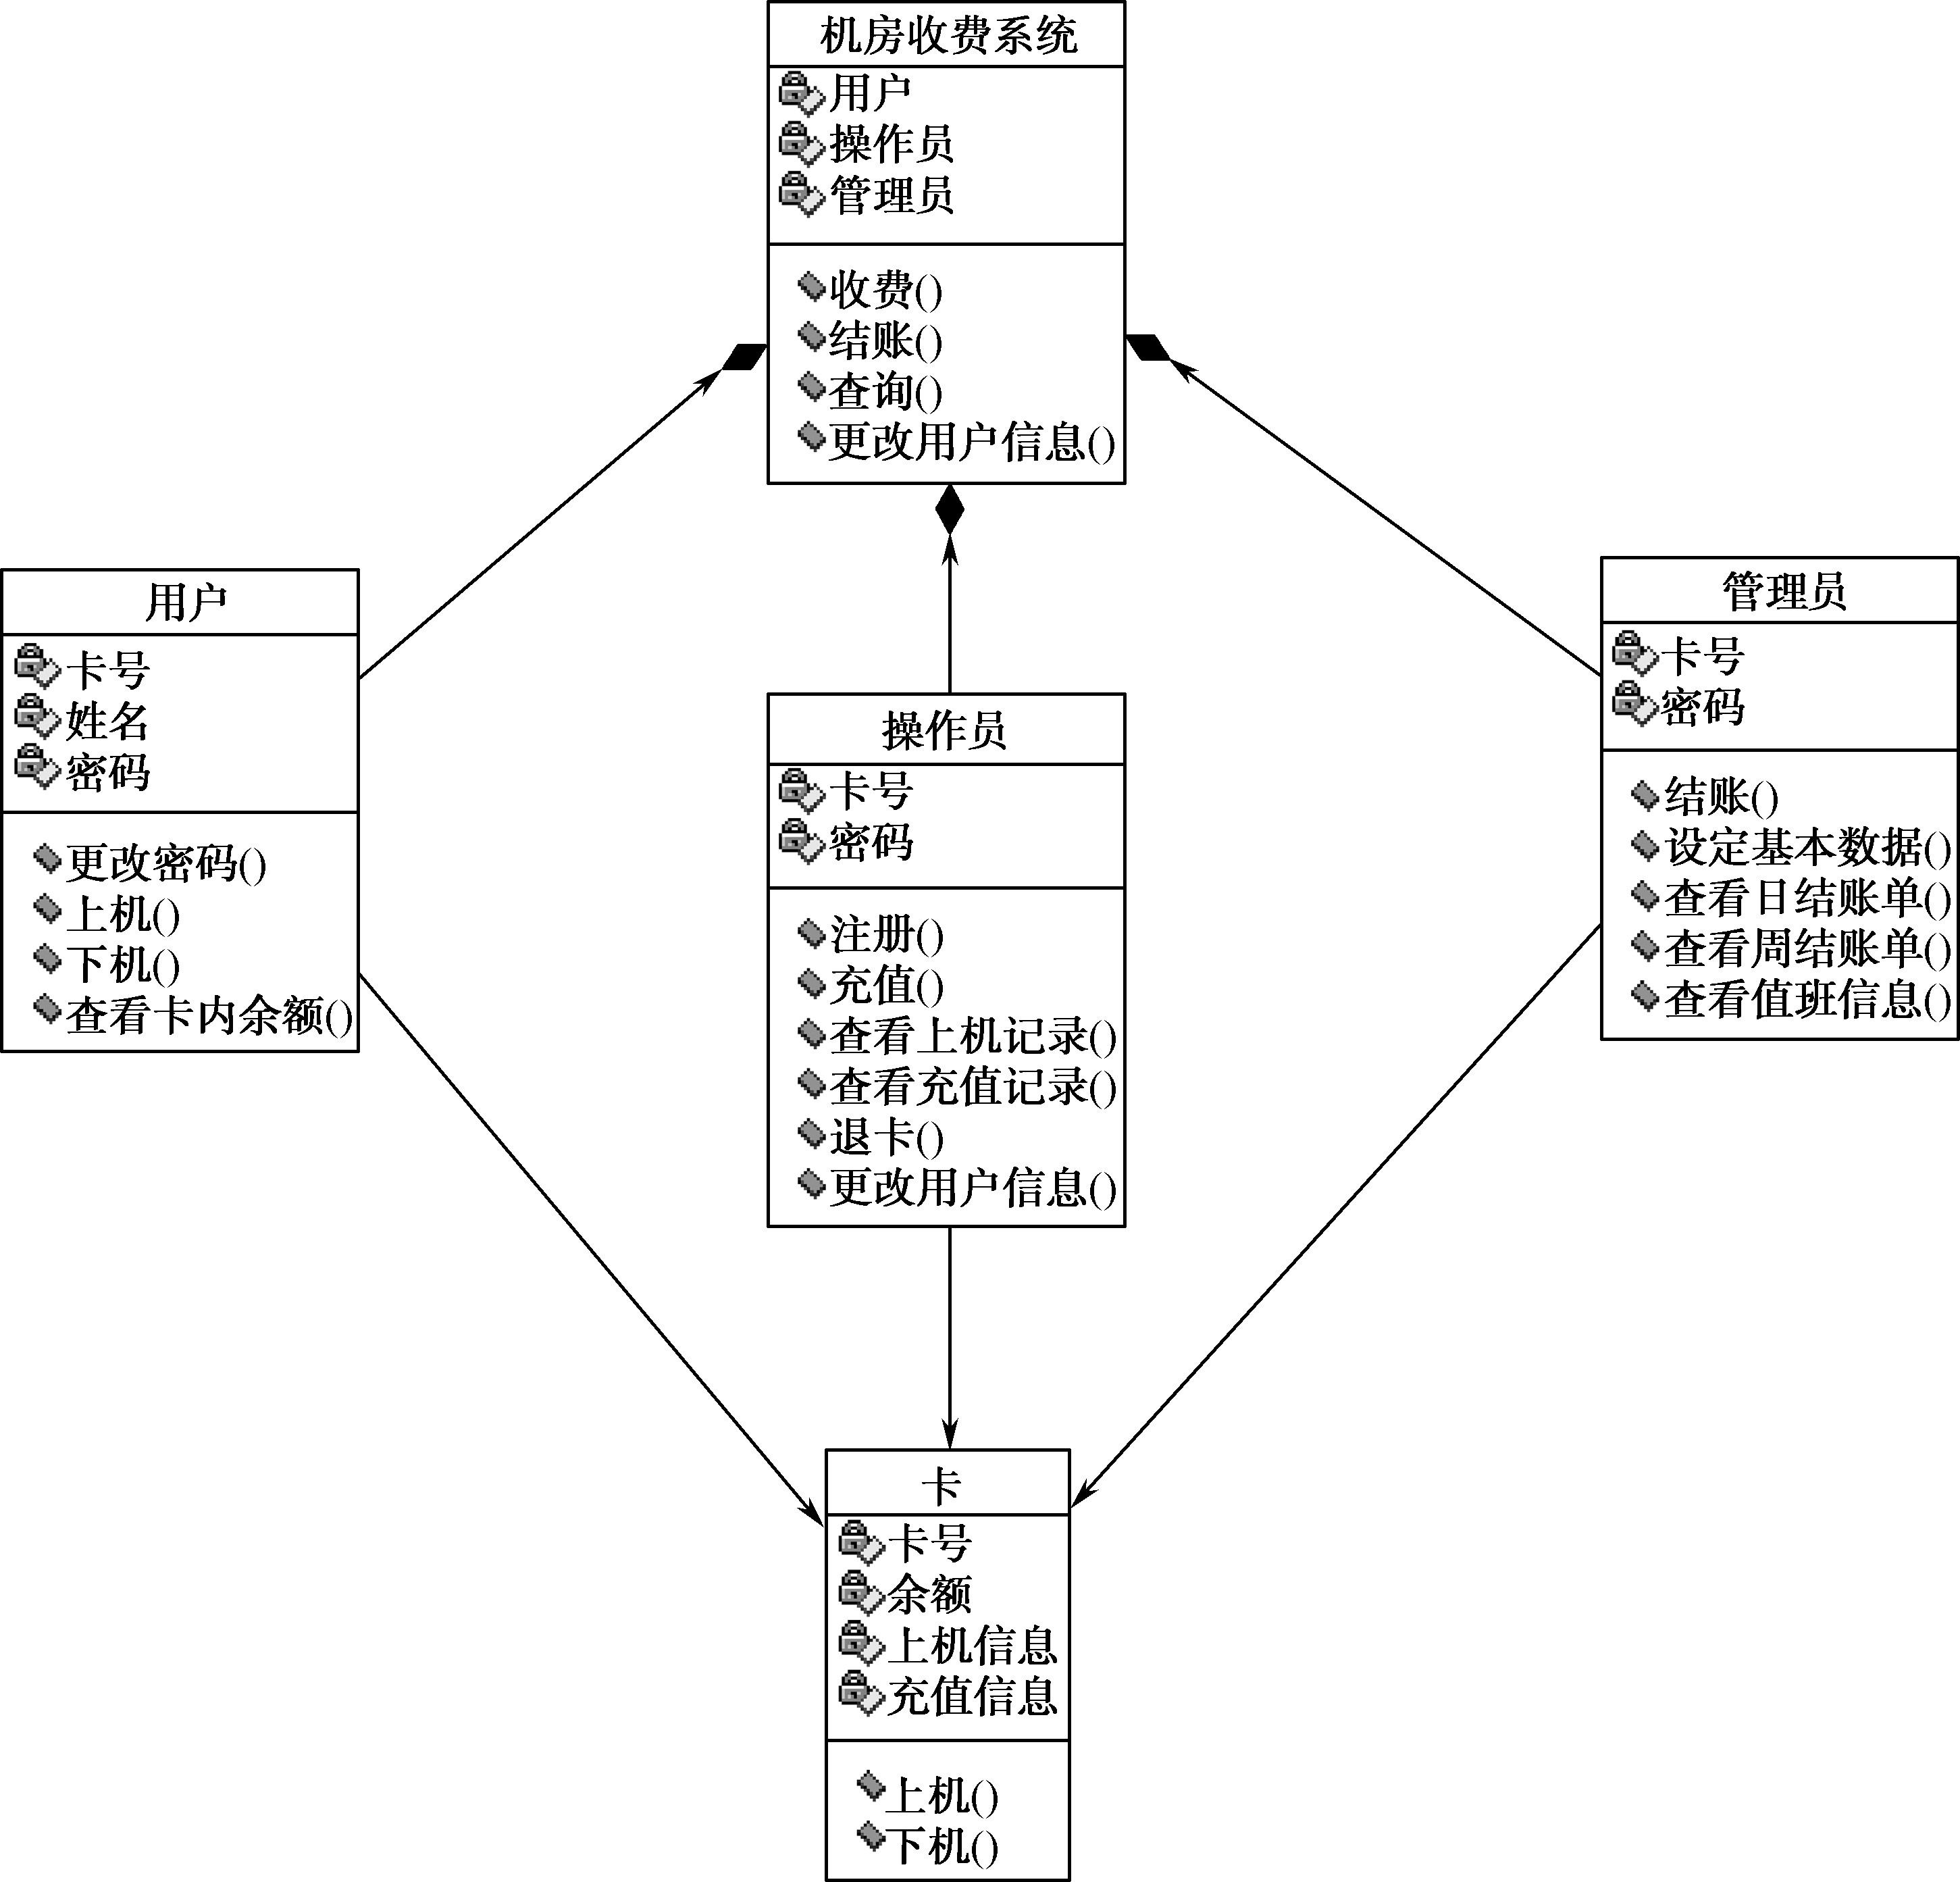 机房收费系统
用户
操作员
管理员
收费()
结账()
查询()
更改用户信息()
用户
卡号
姓名
密码
更改密码()
上机()
下机()
查看卡内余额()
操作员
卡号
密码
注册()
充值()
查看上机记录()
查看充值记录()
退卡()
更改用户信息()
管理员
卡号
密码
结账()
设定基本数据()
查看日结账单()
查看周结账单()
查看值班信息()
卡
卡号
余额
上机信息
充值信息
上机()
下机()